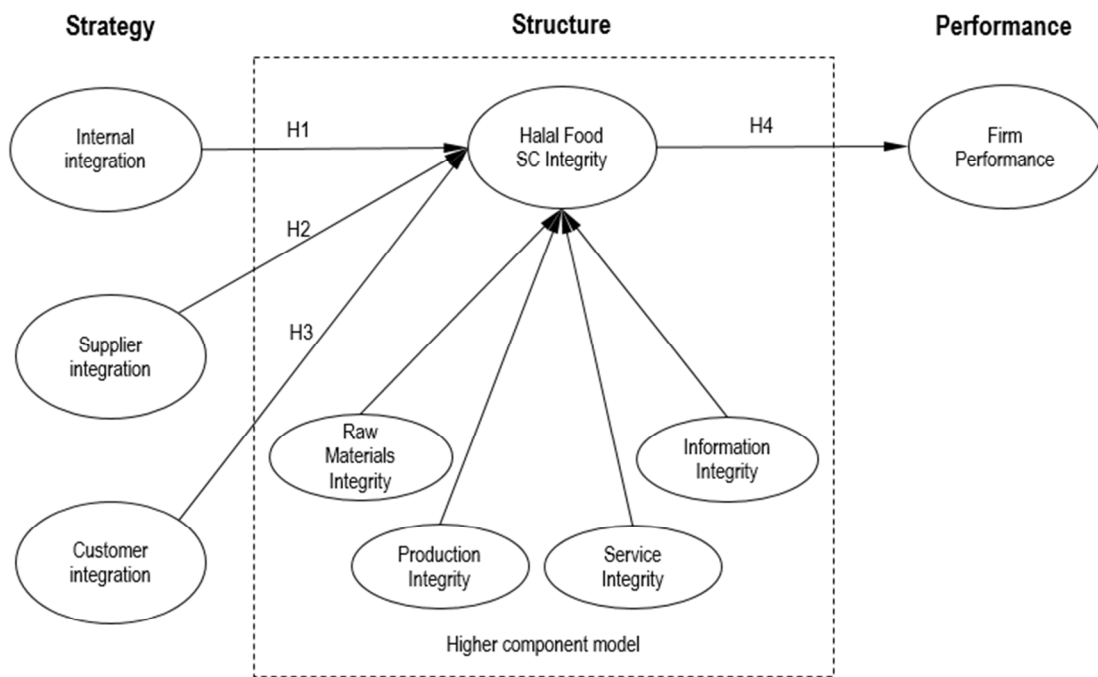 Strategy
Structure
Performance
Internal
integration
H1
Halal Food
SC Integrity
H4
Firm
Performance
H2
Supplier
integration
H3
Raw
Materials
Integrity
Information
Integrity
Customer
integration
Production
Integrity
Service
Integrity
Higher component model